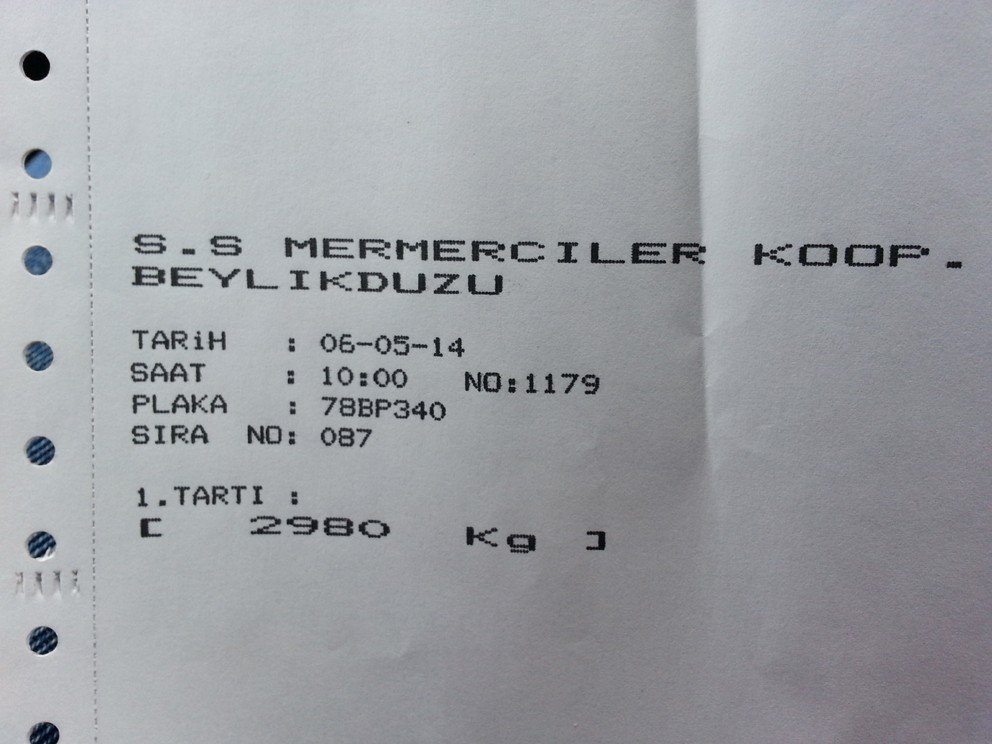 S.S MERMERCILER KOOP.
BEYLIKDUZU
TARiH : 06-05-14
SAAT : 10:00 NO:1179
PLAKA : 78BP340
SIRA NO: 087
1.TARTI :
[ 2980 Kg ]